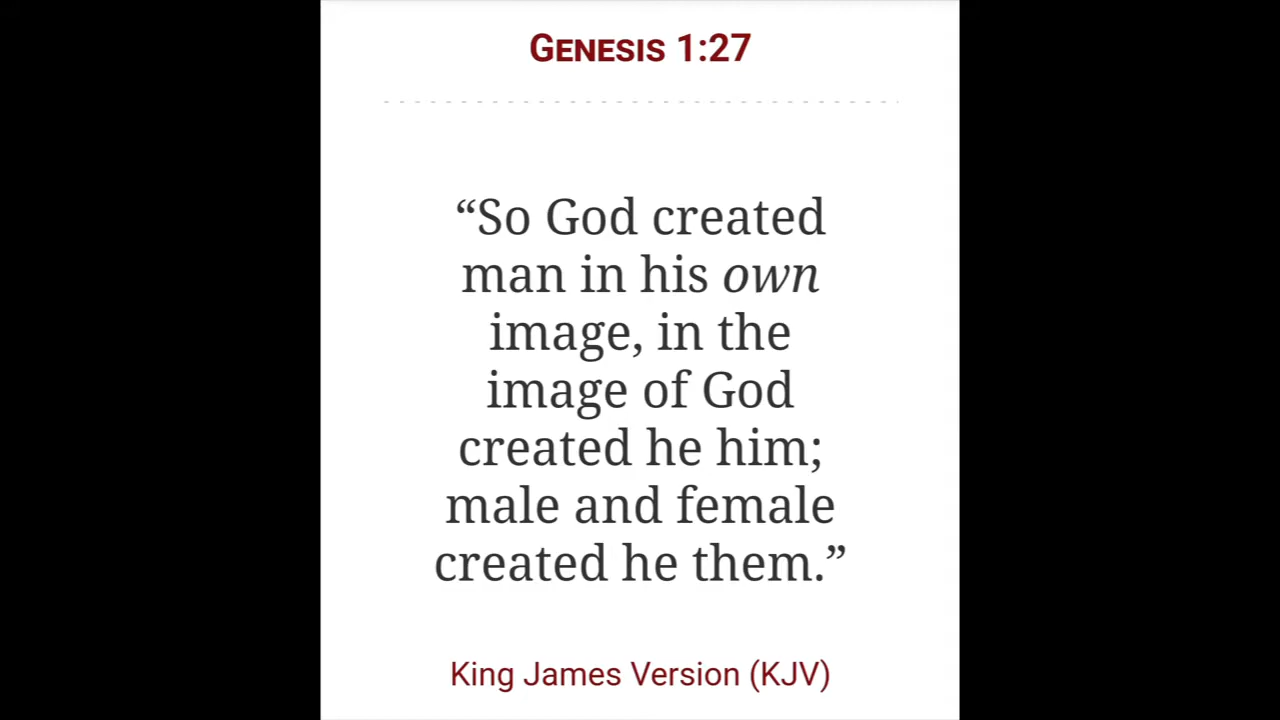 GENESIS 1:27
“So God created
man in his own
image, in the
image of God
created he him;
male and female
created he them.”
King James Version (KJV)